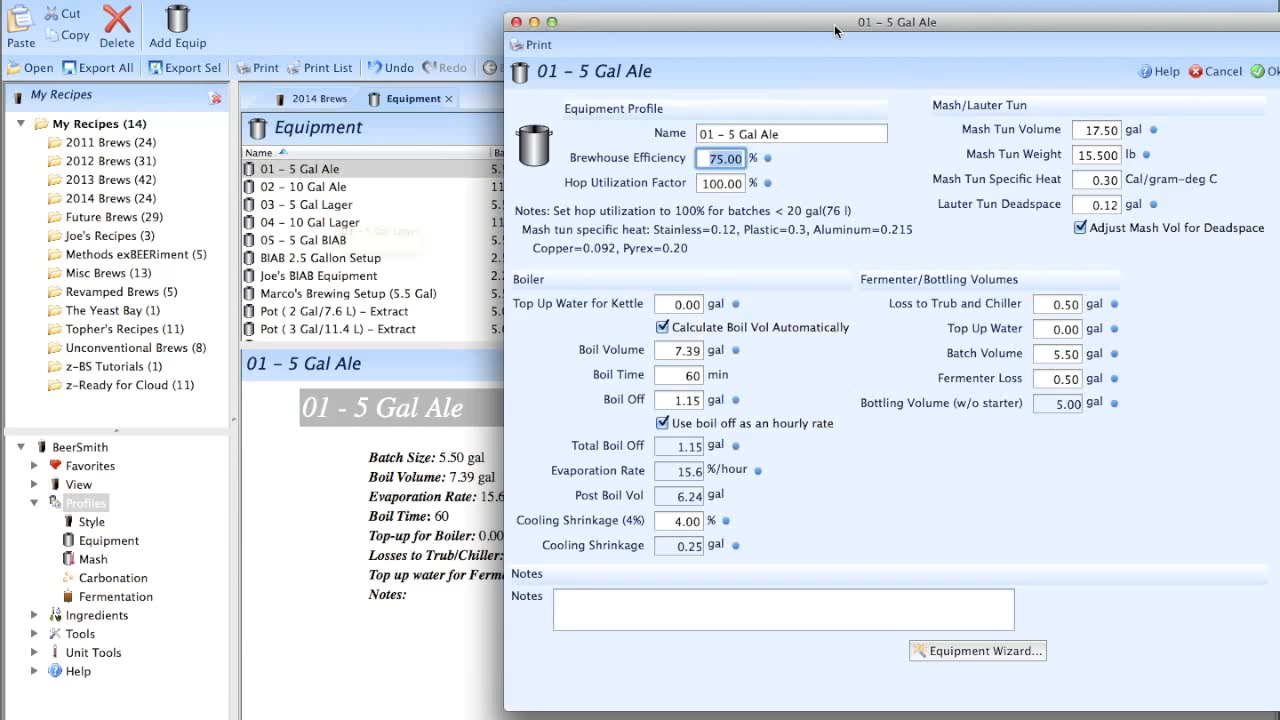 Paste
Cut
Copy
Delete
Add Equip
Open
Export All
Export Sel
Print
Print List
Undo
Redo
My Recipes
My Recipes (14)
2011 Brews (24)
2012 Brews (31)
2013 Brews (42)
2014 Brews (24)
Future Brews (29)
Joe's Recipes (3)
Methods exBEERiment (5)
Misc Brews (13)
Revamped Brews (5)
The Yeast Bay (1)
Topher's Recipes (11)
Unconventional Brews (8)
z-BS Tutorials (1)
z-Ready for Cloud (11)
BeerSmith
Favorites
View
Profiles
Style
Equipment
Mash
Carbonation
Fermentation
Ingredients
Tools
Unit Tools
Help
2014 Brews
Equipment ×
Equipment
Name
Ba
01 - 5 Gal Ale 5.
02 - 10 Gal Ale 11
03 - 5 Gal Lager 5.
04 - 10 Gal Lager 11
05 - 5 Gal BIAB 5.
BIAB 2.5 Gallon Setup 2.
Joe's BIAB Equipment 2.
Marco's Brewing Setup (5.5 Gal) 5.
Pot ( 2 Gal/7.6 L) - Extract 5.
Pot ( 3 Gal/11.4 L) - Extract 5.
01 - 5 Gal Ale
01 - 5 Gal Ale
Batch Size: 5.50 gal
Boil Volume: 7.39 gal
Evaporation Rate: 15.6
Boil Time: 60
Top-up for Boiler: 0.00
Losses to Trub/Chiller:
Top up water for Ferm
Notes:
01 - 5 Gal Ale
Print
01 - 5 Gal Ale
Help
Cancel
Ok
Equipment Profile
Name 01 - 5 Gal Ale
Brewhouse Efficiency 75.00 %
Hop Utilization Factor 100.00 %
Notes: Set hop utilization to 100% for batches < 20 gal(76 l)
Mash tun specific heat: Stainless=0.12, Plastic=0.3, Aluminum=0.215
Copper=0.092, Pyrex=0.20
Mash/Lauter Tun
Mash Tun Volume 17.50 gal
Mash Tun Weight 15.500 lb
Mash Tun Specific Heat 0.30 Cal/gram-deg C
Lauter Tun Deadspace 0.12 gal
Adjust Mash Vol for Deadspace
Boiler
Top Up Water for Kettle 0.00 gal
Calculate Boil Vol Automatically
Boil Volume 7.39 gal
Boil Time 60 min
Boil Off 1.15 gal
Use boil off as an hourly rate
Total Boil Off 1.15 gal
Evaporation Rate 15.6 %/hour
Post Boil Vol 6.24 gal
Cooling Shrinkage (4%) 4.00 %
Cooling Shrinkage 0.25 gal
Fermenter/Bottling Volumes
Loss to Trub and Chiller 0.50 gal
Top Up Water 0.00 gal
Batch Volume 5.50 gal
Fermenter Loss 0.50 gal
Bottling Volume (w/o starter) 5.00 gal
Notes
Notes
Equipment Wizard...